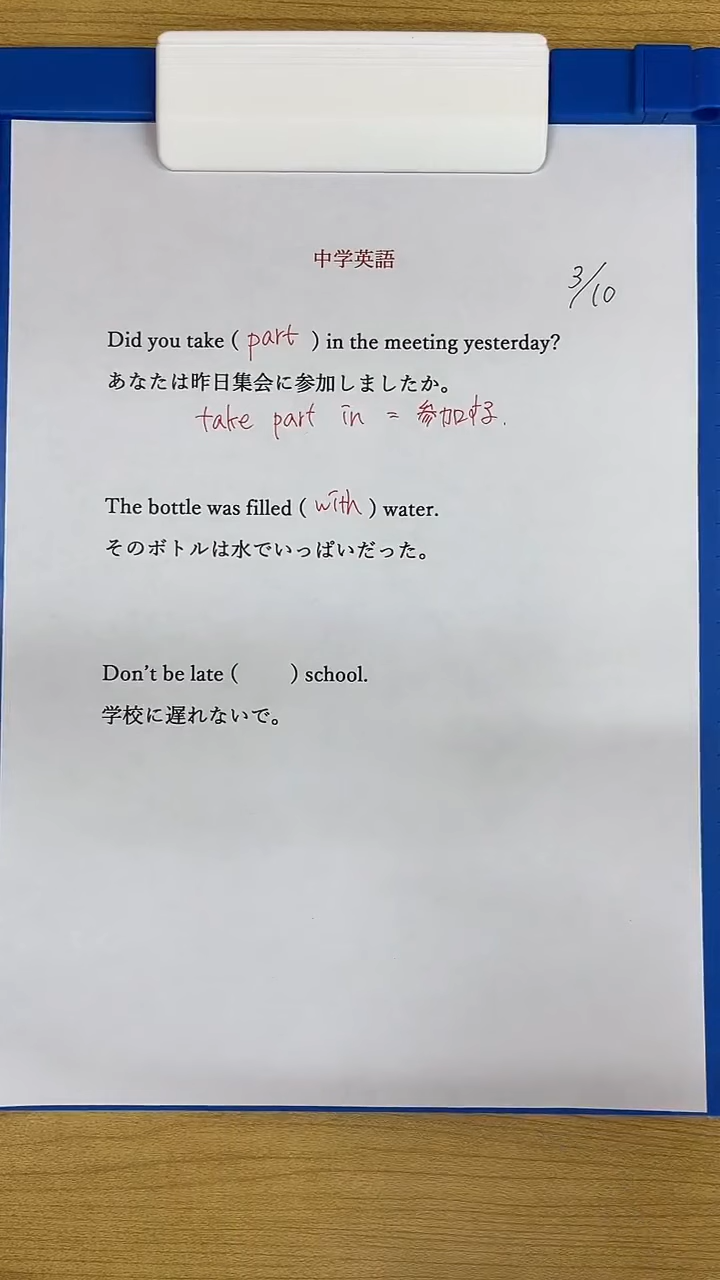 中学英語
3/10
Did you take ( part ) in the meeting yesterday?
あなたは昨日集会に参加しましたか。
take part in = 参加する.
The bottle was filled ( with ) water.
そのボトルは水でいっぱいだった。
Don't be late ( ) school.
学校に遅れないで。